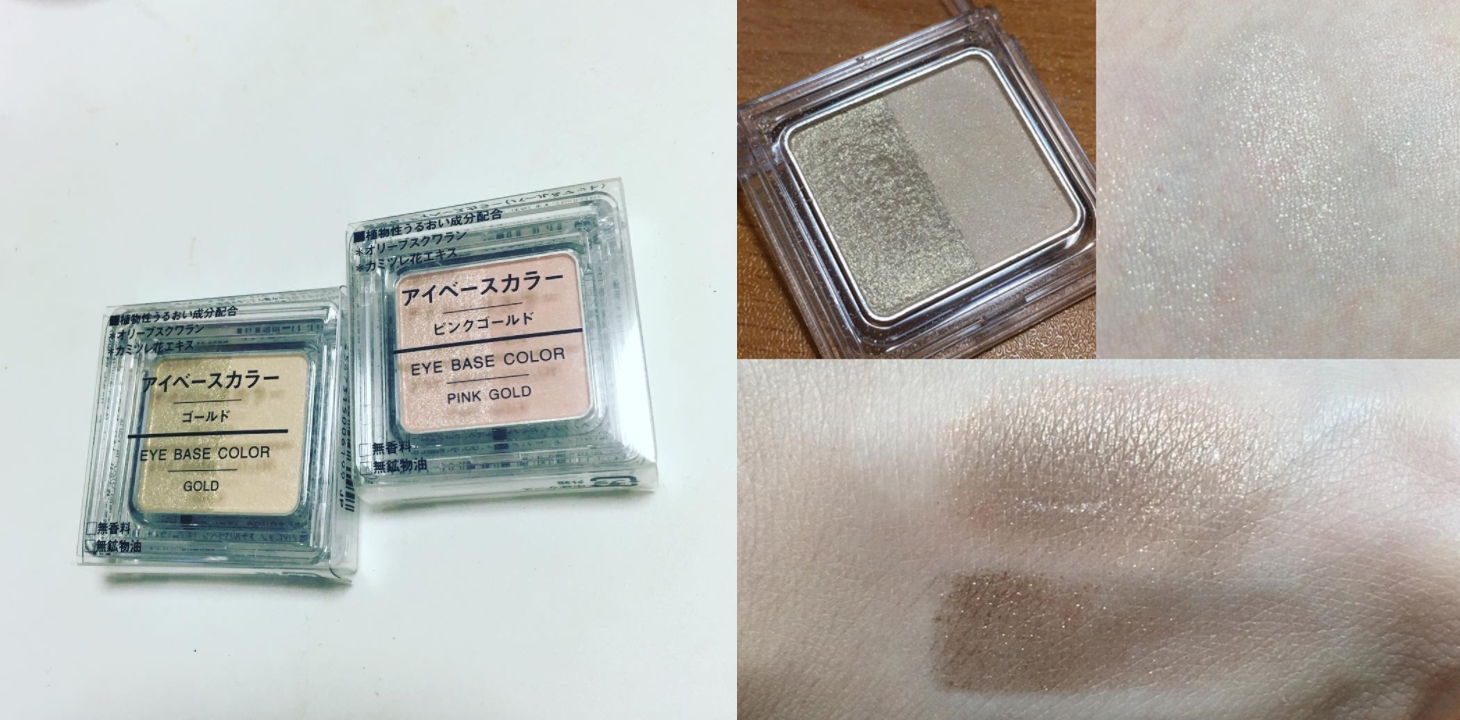 ■植物性うるおい成分配合
＊オリーブスクワラン
＊カミツレ花エキス
アイベースカラー
ゴールド
EYE BASE COLOR
GOLD
□無香料
□無鉱物油
■植物性うるおい成分配合
＊オリーブスクワラン
＊カミツレ花エキス
アイベースカラー
ピンクゴールド
EYE BASE COLOR
PINK GOLD
□無香料
□無鉱物油